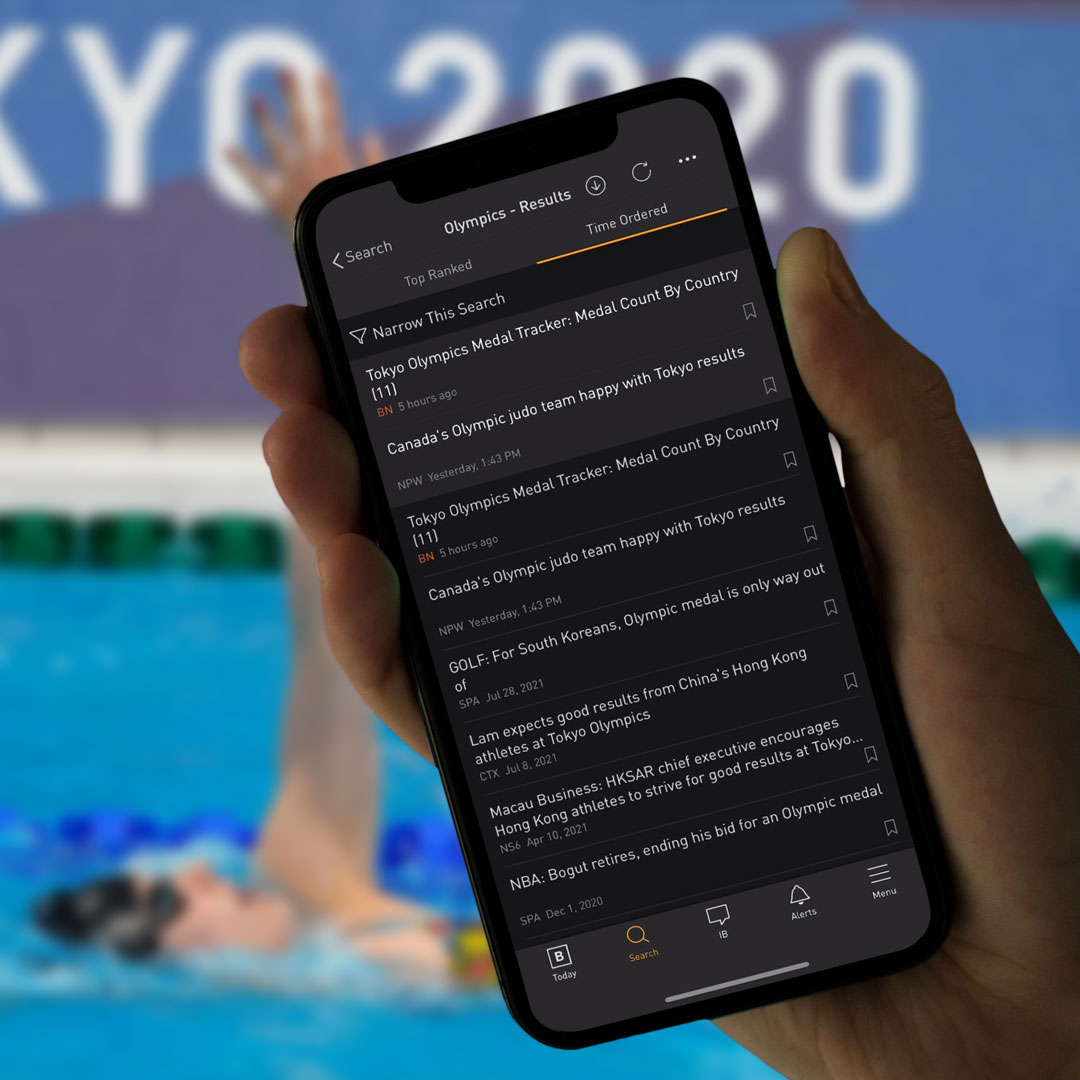 KYO 2020
Olympics - Results
Search
Top Ranked
Time Ordered
Narrow This Search
Tokyo Olympics Medal Tracker: Medal Count By Country
(11)
BN 5 hours ago
Canada's Olympic judo team happy with Tokyo results
NPW Yesterday, 1:43 PM
Tokyo Olympics Medal Tracker: Medal Count By Country
(11)
BN 5 hours ago
Canada's Olympic judo team happy with Tokyo results
NPW Yesterday, 1:43 PM
GOLF: For South Koreans, Olympic medal is only way out
of
SPA Jul 28, 2021
Lam expects good results from China's Hong Kong
athletes at Tokyo Olympics
CTX Jul 8, 2021
Macau Business: HKSAR chief executive encourages
Hong Kong athletes to strive for good results at Tokyo...
NS6 Apr 10, 2021
NBA: Bogut retires, ending his bid for an Olympic medal
SPA Dec 1, 2020
B
Today
Search
IB
Alerts
Menu